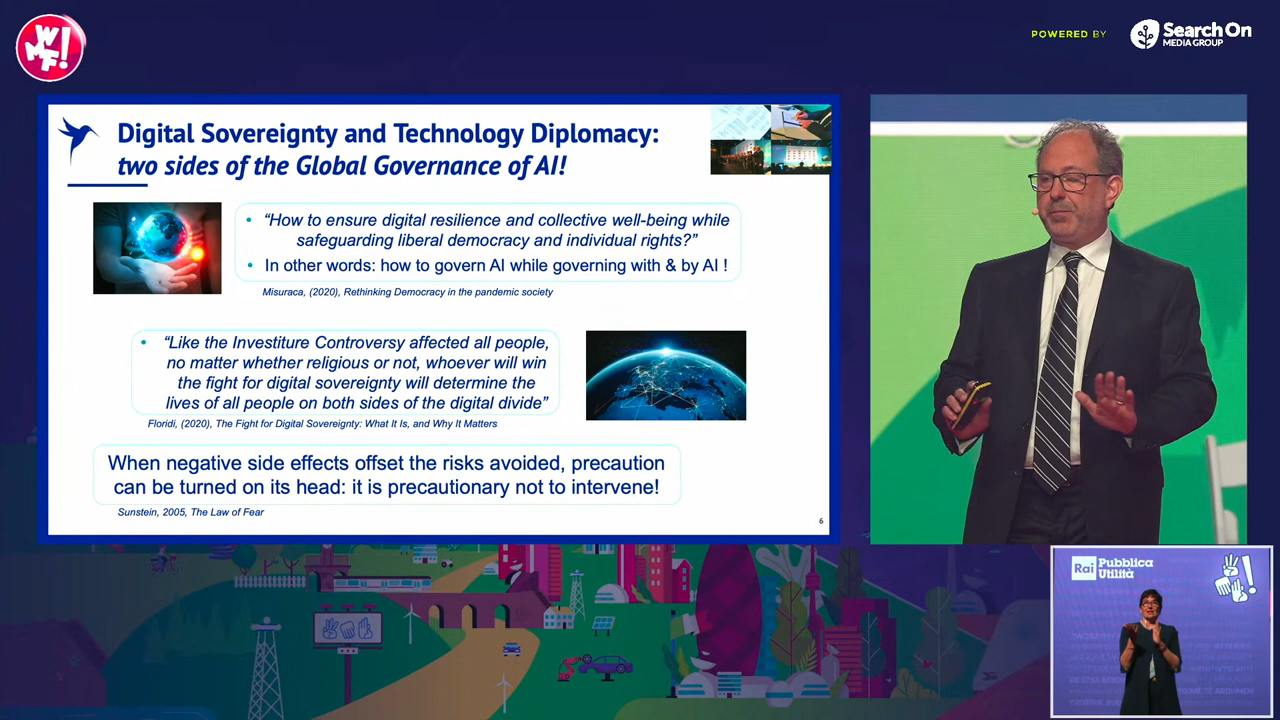 WMF!
POWERED BY
Search On
MEDIA GROUP
Digital Sovereignty and Technology Diplomacy:
two sides of the Global Governance of AI!
• “How to ensure digital resilience and collective well-being while
safeguarding liberal democracy and individual rights?”
• In other words: how to govern AI while governing with & by AI !
Misuraca, (2020), Rethinking Democracy in the pandemic society
• “Like the Investiture Controversy affected all people,
no matter whether religious or not, whoever will win
the fight for digital sovereignty will determine the
lives of all people on both sides of the digital divide”
Floridi, (2020), The Fight for Digital Sovereignty: What It Is, and Why It Matters
When negative side effects offset the risks avoided, precaution
can be turned on its head: it is precautionary not to intervene!
Sunstein, 2005, The Law of Fear
6
Rai Pubblica
Utilità